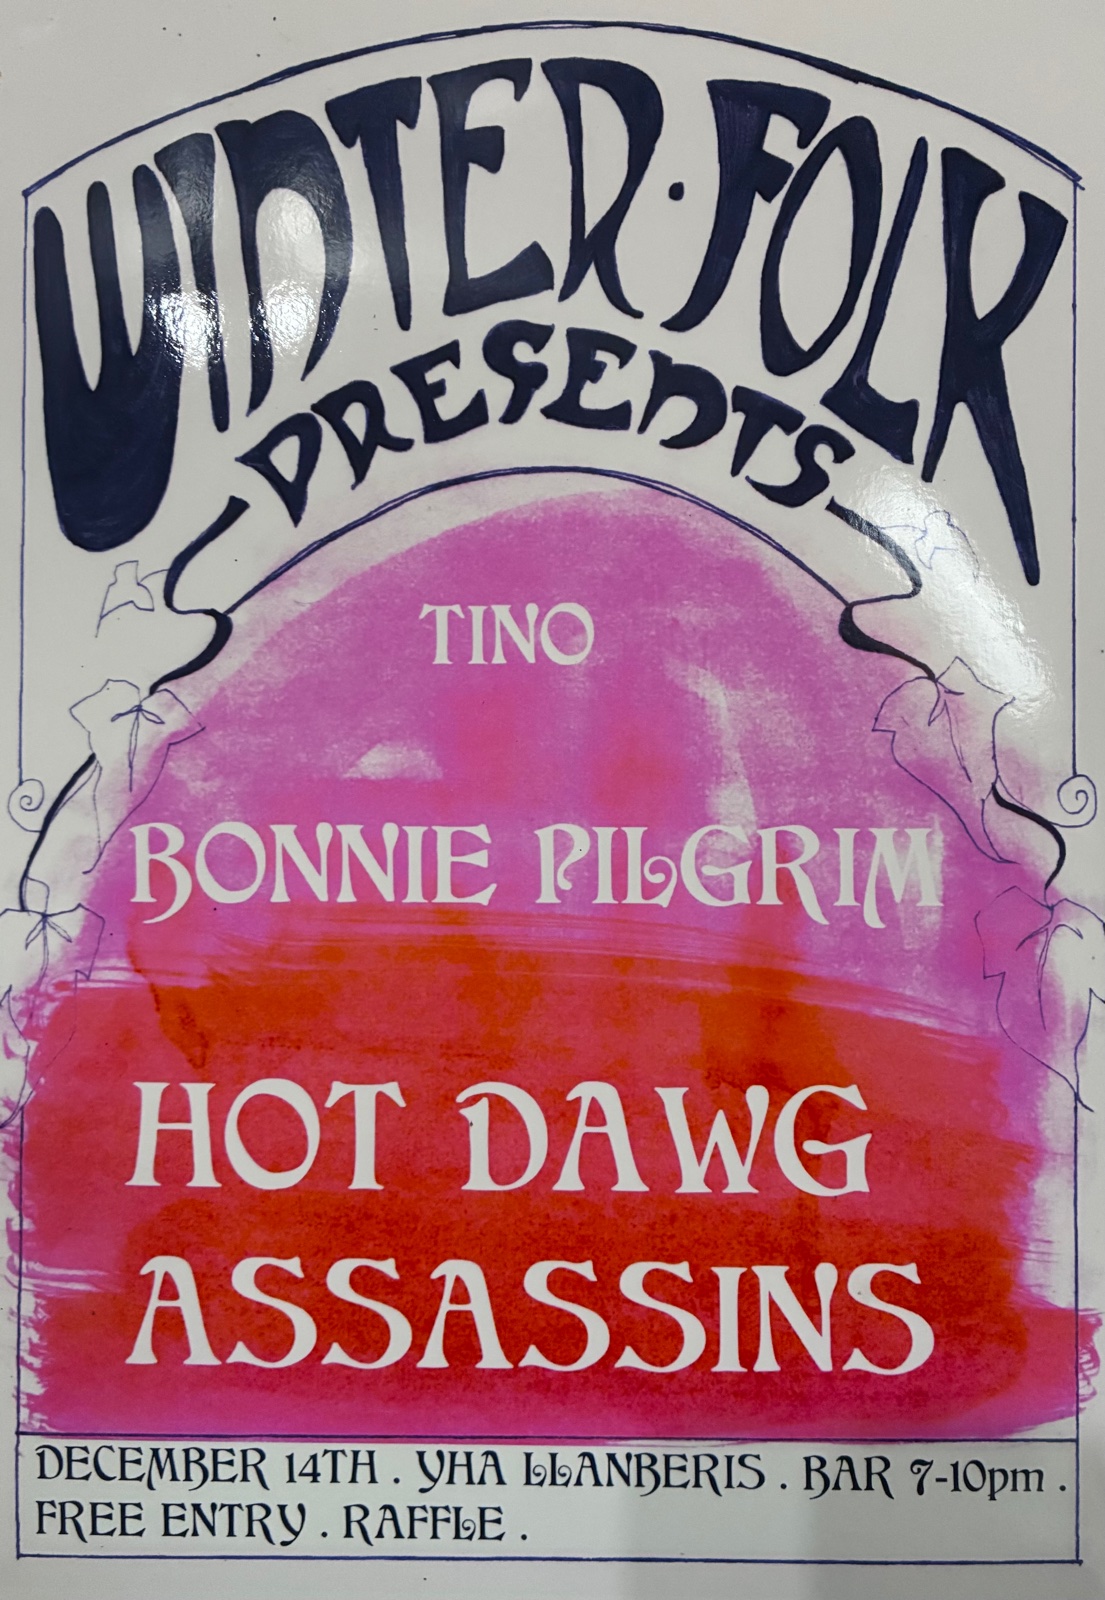 WINTER · FOLK
PRESENTS
TINO
BONNIE PILGRIM
HOT DAWG
ASSASSINS
DECEMBER 14TH . YHA LLANBERIS . BAR 7-10pm .
FREE ENTRY . RAFFLE .